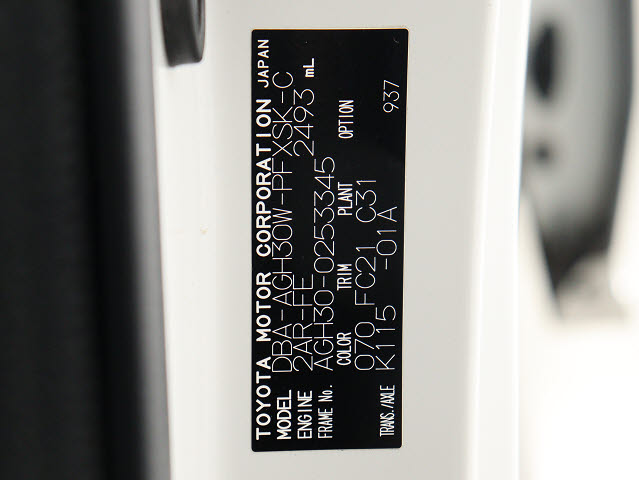 TOYOTA MOTOR CORPORATION JAPAN
MODEL DBA-AGH30W-PFXSK-C
ENGINE 2AR-FE 2493 mL
FRAME No. AGH30-0253345
COLOR TRIM PLANT OPTION
070 FC21 C31
TRANS./AXLE K115 -01A 937